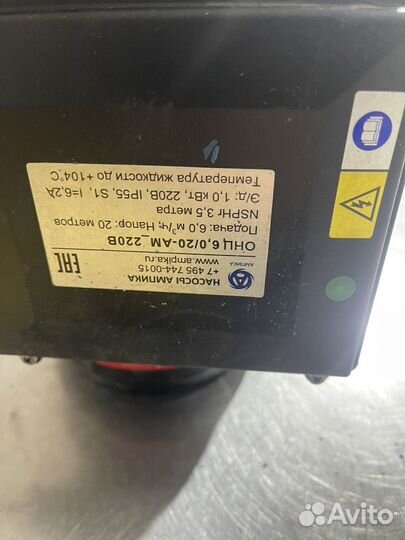 АМПИКА
НАСОСЫ АМПИКА
+7 495 744-0015
www.ampika.ru
EAC
ОНЦ 6,0/20-АМ_220В
Подача: 6,0 м³/ч, Напор: 20 метров
NSPHr 3,5 метра
Э/д: 1,0 кВт, 220В, IP55, S1, I=6,2А
Температура жидкости до +104°С
Avito